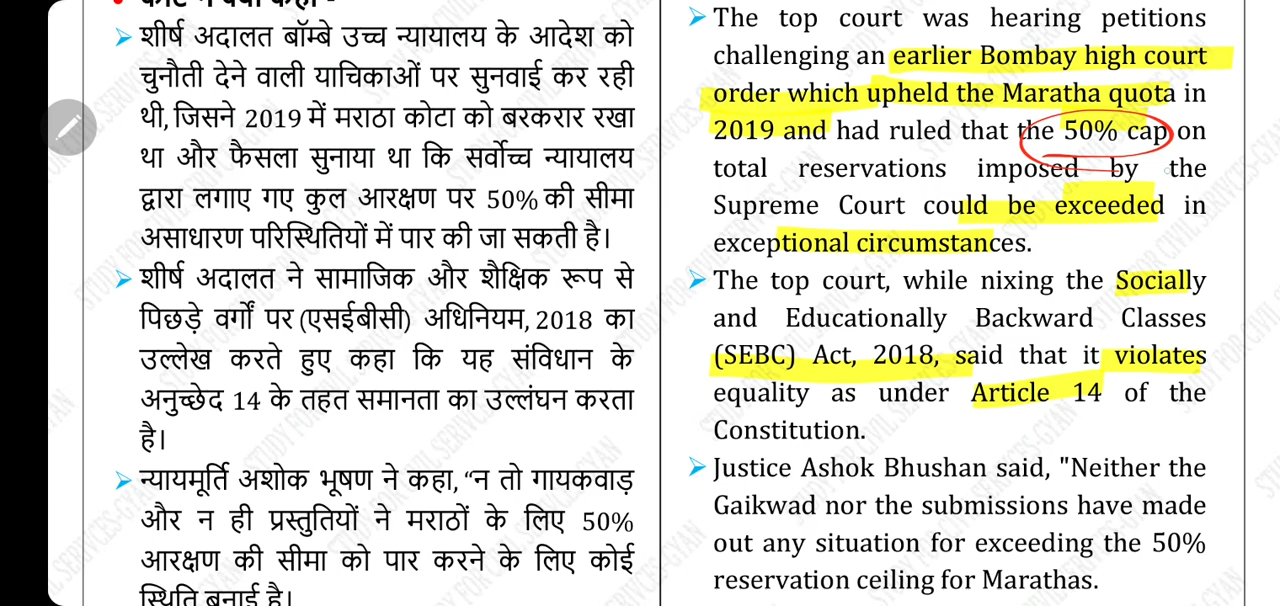 शीर्ष अदालत बॉम्बे उच्च न्यायालय के आदेश को
चुनौती देने वाली याचिकाओं पर सुनवाई कर रही
थी, जिसने 2019 में मराठा कोटा को बरकरार रखा
था और फैसला सुनाया था कि सर्वोच्च न्यायालय
द्वारा लगाए गए कुल आरक्षण पर 50% की सीमा
असाधारण परिस्थितियों में पार की जा सकती है।
शीर्ष अदालत ने सामाजिक और शैक्षिक रूप से
पिछड़े वर्गों पर (एसईबीसी) अधिनियम, 2018 का
उल्लेख करते हुए कहा कि यह संविधान के
अनुच्छेद 14 के तहत समानता का उल्लंघन करता
है।
न्यायमूर्ति अशोक भूषण ने कहा, “न तो गायकवाड़
और न ही प्रस्तुतियों ने मराठों के लिए 50%
आरक्षण की सीमा को पार करने के लिए कोई
स्थिति बनाई है।
The top court was hearing petitions
challenging an earlier Bombay high court
order which upheld the Maratha quota in
2019 and had ruled that the 50% cap on
total reservations imposed by the
Supreme Court could be exceeded in
exceptional circumstances.
The top court, while nixing the Socially
and Educationally Backward Classes
(SEBC) Act, 2018, said that it violates
equality as under Article 14 of the
Constitution.
Justice Ashok Bhushan said, "Neither the
Gaikwad nor the submissions have made
out any situation for exceeding the 50%
reservation ceiling for Marathas.